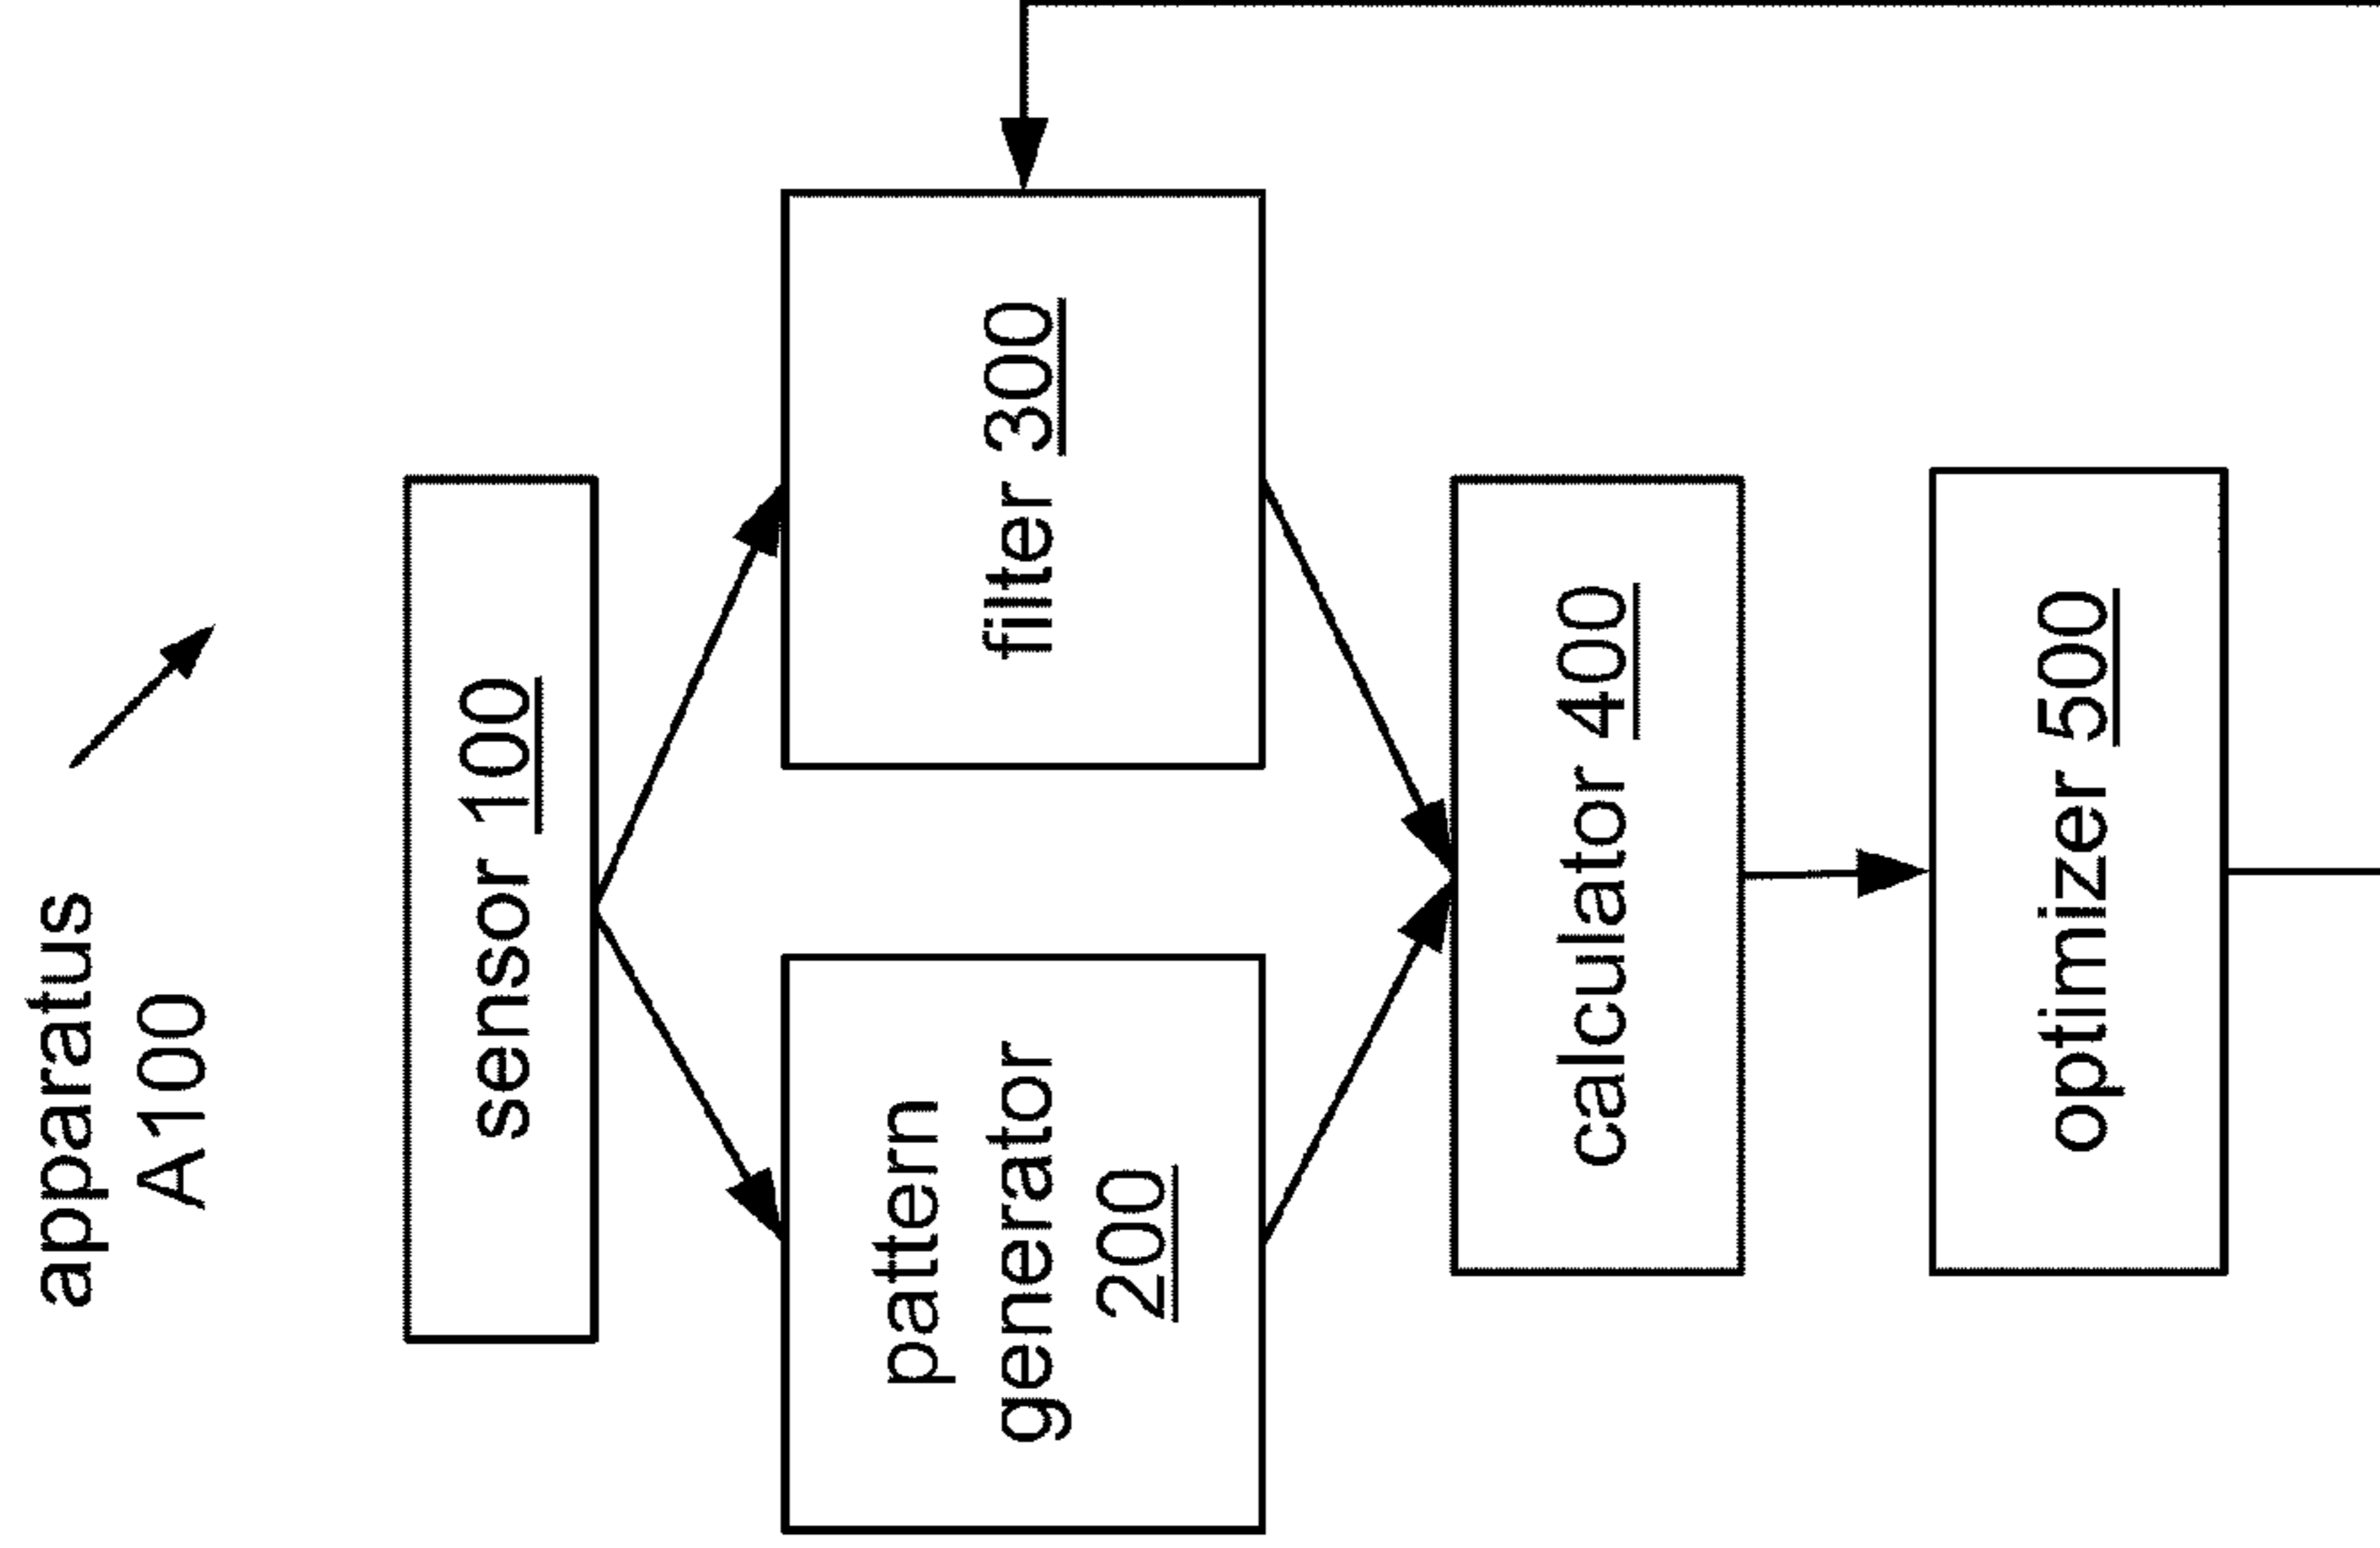 apparatus
A100
sensor 100
pattern
generator
200
filter 300
calculator 400
optimizer 500